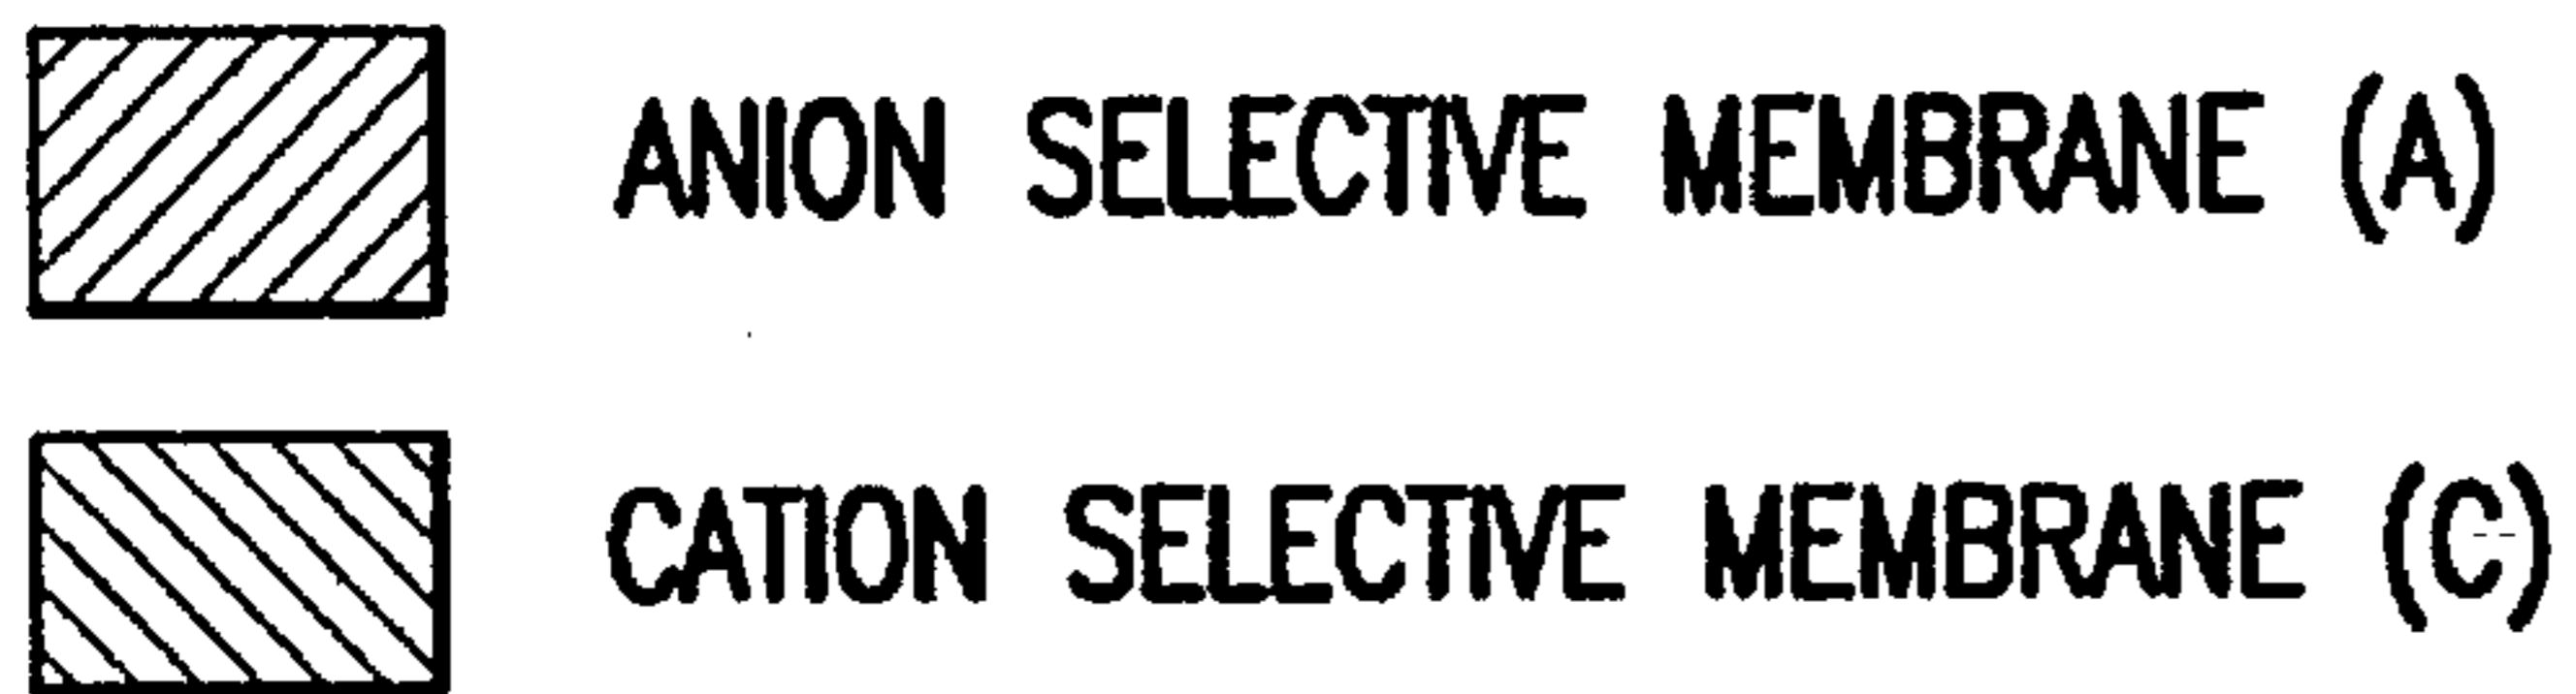 ANION SELECTIVE MEMBRANE (A)
CATION SELECTIVE MEMBRANE (C)